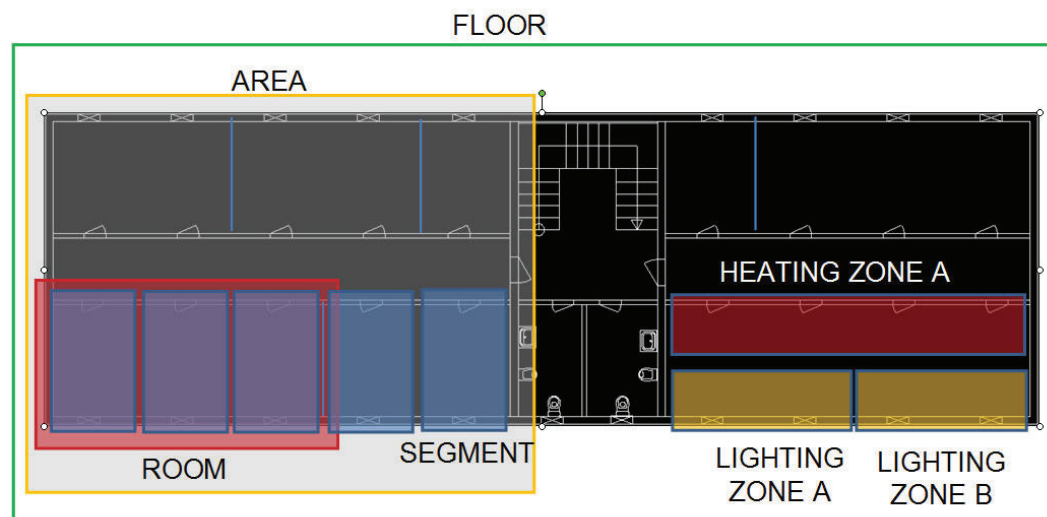 FLOOR
AREA
HEATING ZONE A
ROOM
SEGMENT
LIGHTING
ZONE A
LIGHTING
ZONE B